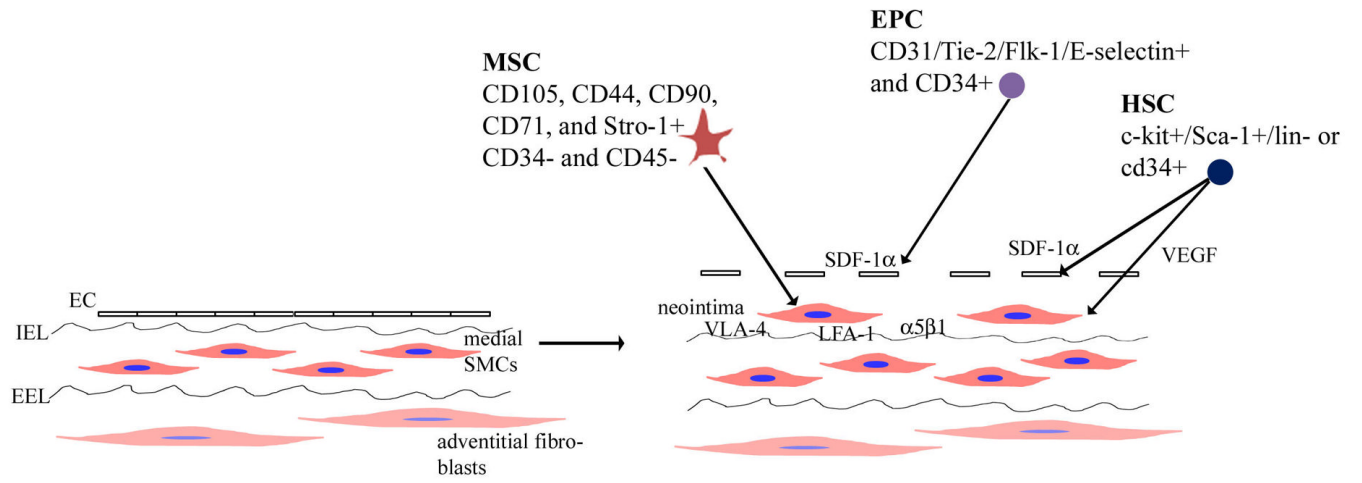 MSC
CD105, CD44, CD90,
CD71, and Stro-1+
CD34- and CD45-
EPC
CD31/Tie-2/Flk-1/E-selectin+
and CD34+
HSC
c-kit+/Sca-1+/lin- or
cd34+
EC
IEL
medial
SMCs
EEL
adventitial fibro-
blasts
SDF-1α
SDF-1α
VEGF
neointima
VLA-4
LFA-1
α5β1